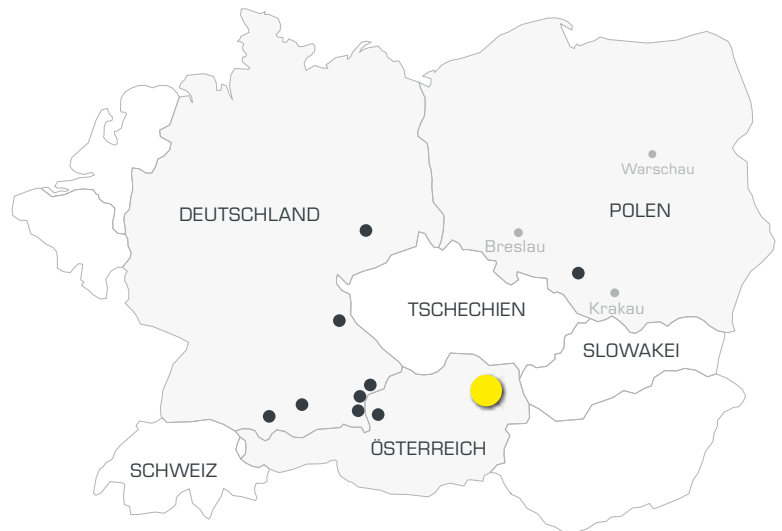 Warschau
DEUTSCHLAND
POLEN
Breslau
TSCHECHIEN
Krakau
SLOWAKEI
ÖSTERREICH
SCHWEIZ